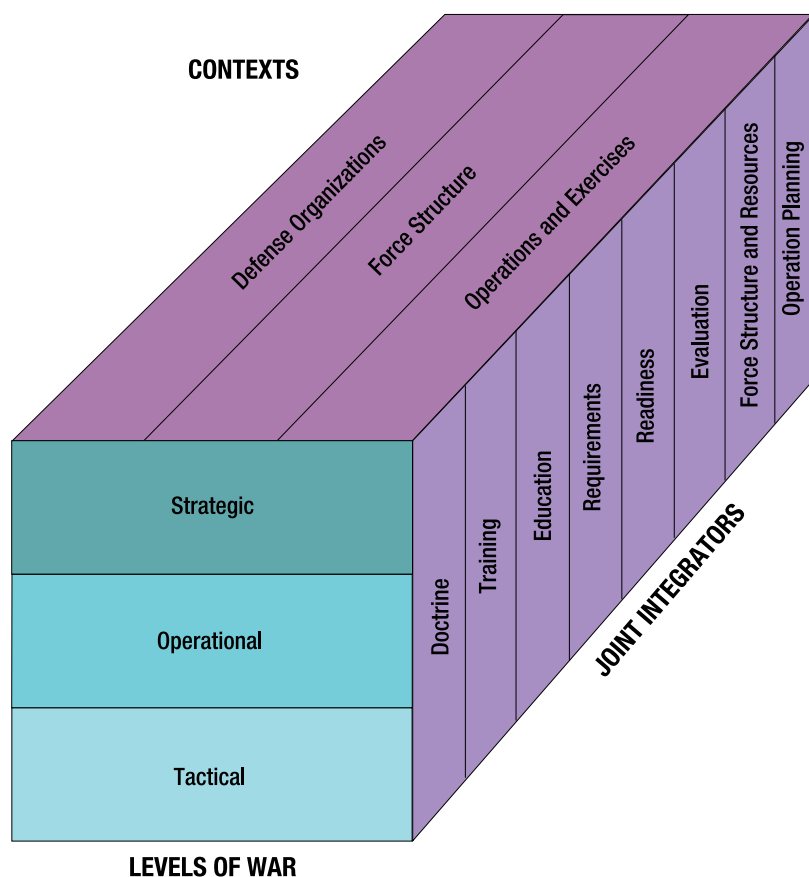 CONTEXTS
Defense Organizations
Force Structure
Operations and Exercises
Strategic
Operational
Tactical
LEVELS OF WAR
Doctrine
Training
Education
Requirements
Readiness
Evaluation
Force Structure and Resources
Operation Planning
JOINT INTEGRATORS